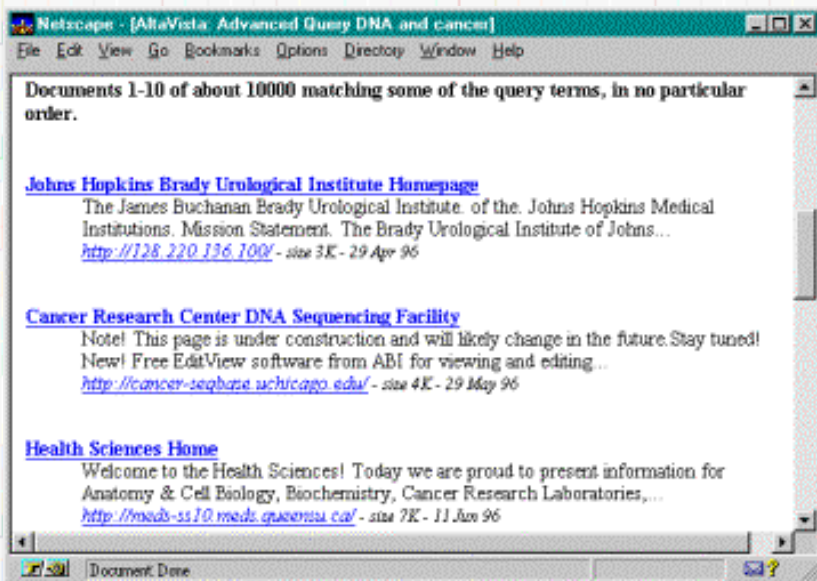 Netscape - [AltaVista: Advanced Query DNA and cancer]
File Edit View Go Bookmarks Options Directory Window Help
Documents 1-10 of about 10000 matching some of the query terms, in no particular
order.
Johns Hopkins Brady Urological Institute Homepage
The James Buchanan Brady Urological Institute. of the. Johns Hopkins Medical
Institutions. Mission Statement. The Brady Urological Institute of Johns...
http://128.220.136.100/ - size 3K - 29 Apr 96
Cancer Research Center DNA Sequencing Facility
Note! This page is under construction and will likely change in the future.Stay tuned!
New! Free EditView software from ABI for viewing and editing...
http://cancer-seqbase.uchicago.edu/ - size 4K - 29 May 96
Health Sciences Home
Welcome to the Health Sciences! Today we are proud to present information for
Anatomy & Cell Biology, Biochemistry, Cancer Research Laboratories,...
http://meds-ss10.meds.queensu.ca/ - size 7K - 11 Jun 96
Document: Done